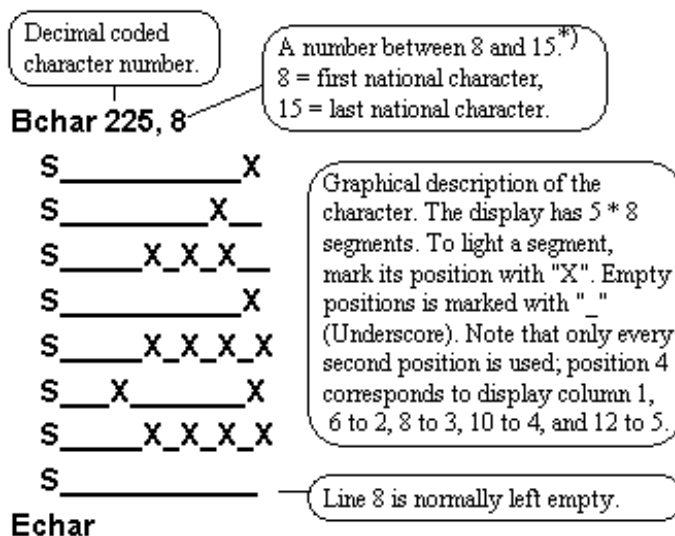 Decimal coded
character number.
A number between 8 and 15.*)
8 = first national character,
15 = last national character.
Bchar 225, 8
S___________X
S_________X__
S_____X_X_X__
S___________X
S_____X_X_X_X
S___X_______X
S_____X_X_X_X
S____________
Echar
Graphical description of the
character. The display has 5 * 8
segments. To light a segment,
mark its position with "X". Empty
positions is marked with "_"
(Underscore). Note that only every
second position is used; position 4
corresponds to display column 1,
6 to 2, 8 to 3, 10 to 4, and 12 to 5.
Line 8 is normally left empty.